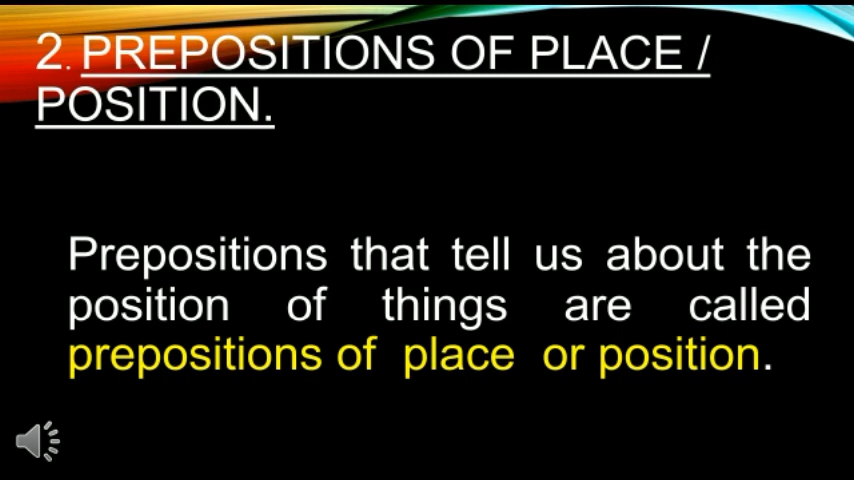 2. PREPOSITIONS OF PLACE /
POSITION.
Prepositions that tell us about the
position of things are called
prepositions of place or position.